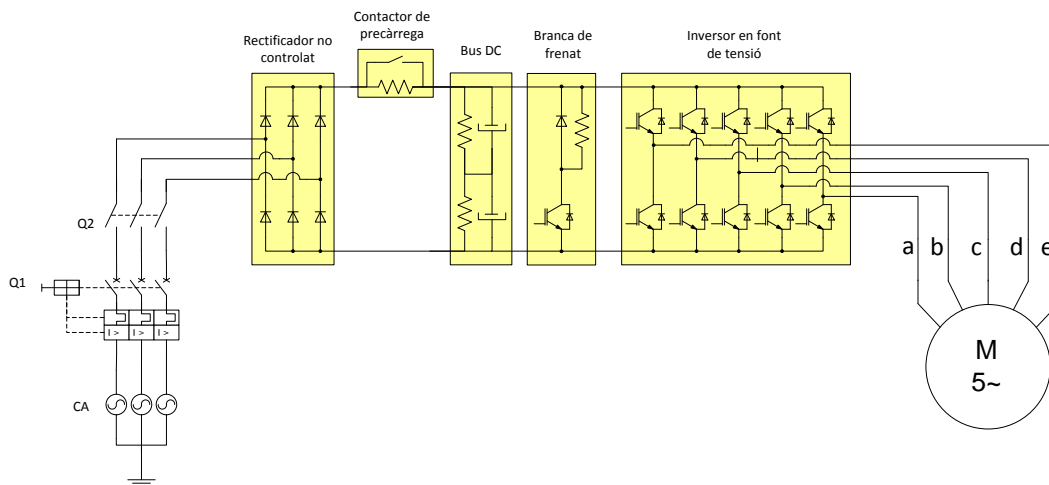 Contactor de
precàrrega
Rectificador no
controlat
Bus DC
Branca de
frenat
Inversor en font
de tensió
Q2
Q1
I >
I >
I >
CA
a
b
c
d
e
M
5~